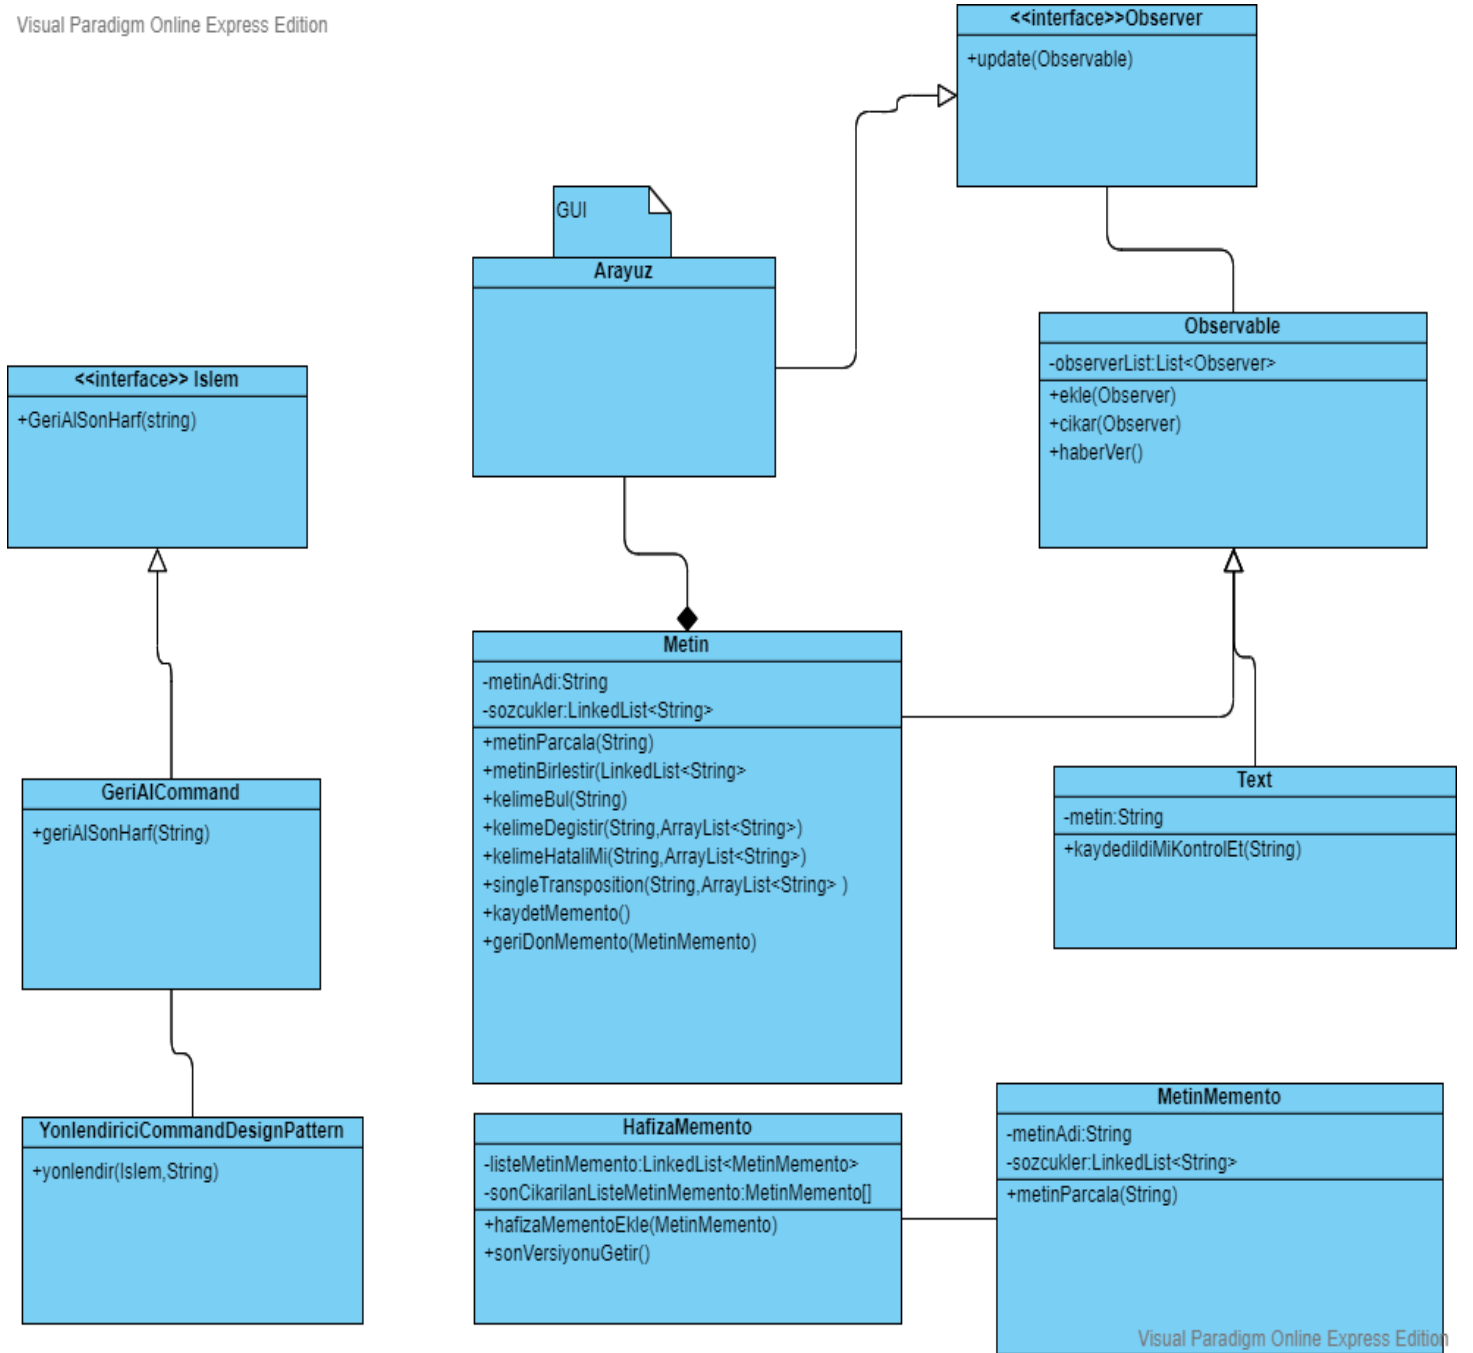 Visual Paradigm Online Express Edition
<<interface>>Observer
+update(Observable)
GUI
Arayuz
Observable
-observerList:List<Observer>
+ekle(Observer)
+cikar(Observer)
+haberVer()
<<interface>> Islem
+GeriAlSonHarf(string)
Metin
-metinAdi:String
-sozcukler:LinkedList<String>
+metinParcala(String)
+metinBirlestir(LinkedList<String>
+kelimeBul(String)
+kelimeDegistir(String,ArrayList<String>)
+kelimeHataliMi(String,ArrayList<String>)
+singleTransposition(String,ArrayList<String> )
+kaydetMemento()
+geriDonMemento(MetinMemento)
Text
-metin:String
+kaydedildiMiKontrolEt(String)
GeriAlCommand
+geriAlSonHarf(String)
YonlendiriciCommandDesignPattern
+yonlendir(Islem,String)
HafizaMemento
-listeMetinMemento:LinkedList<MetinMemento>
-sonCikarilanListeMetinMemento:MetinMemento[]
+hafizaMementoEkle(MetinMemento)
+sonVersiyonuGetir()
MetinMemento
-metinAdi:String
-sozcukler:LinkedList<String>
+metinParcala(String)
Visual Paradigm Online Express Edition